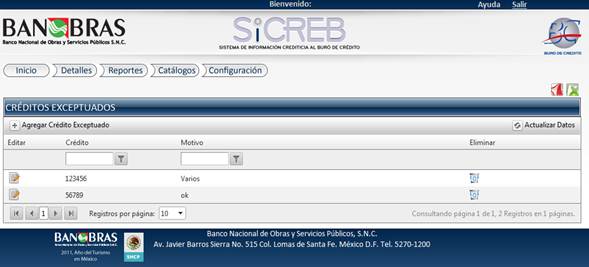 Bienvenido: Ayuda Salir
BANOBRAS
Banco Nacional de Obras y Servicios Públicos S.N.C.
SICREB
SISTEMA DE INFORMACIÓN CREDITICIA AL BURÓ DE CRÉDITO
BC
BURÓ DE CRÉDITO
Inicio Detalles Reportes Catálogos Configuración
CRÉDITOS EXCEPTUADOS
Agregar Crédito Exceptuado Actualizar Datos
Editar Crédito Motivo Eliminar
123456 Varios
56789 ok
1 Registros por página: 10 Consultando página 1 de 1, 2 Registros en 1 páginas.
BANOBRAS
2011, Año del Turismo
en México
SHCP
Banco Nacional de Obras y Servicios Públicos, S.N.C.
Av. Javier Barros Sierra No. 515 Col. Lomas de Santa Fe. México D.F. Tel. 5270-1200